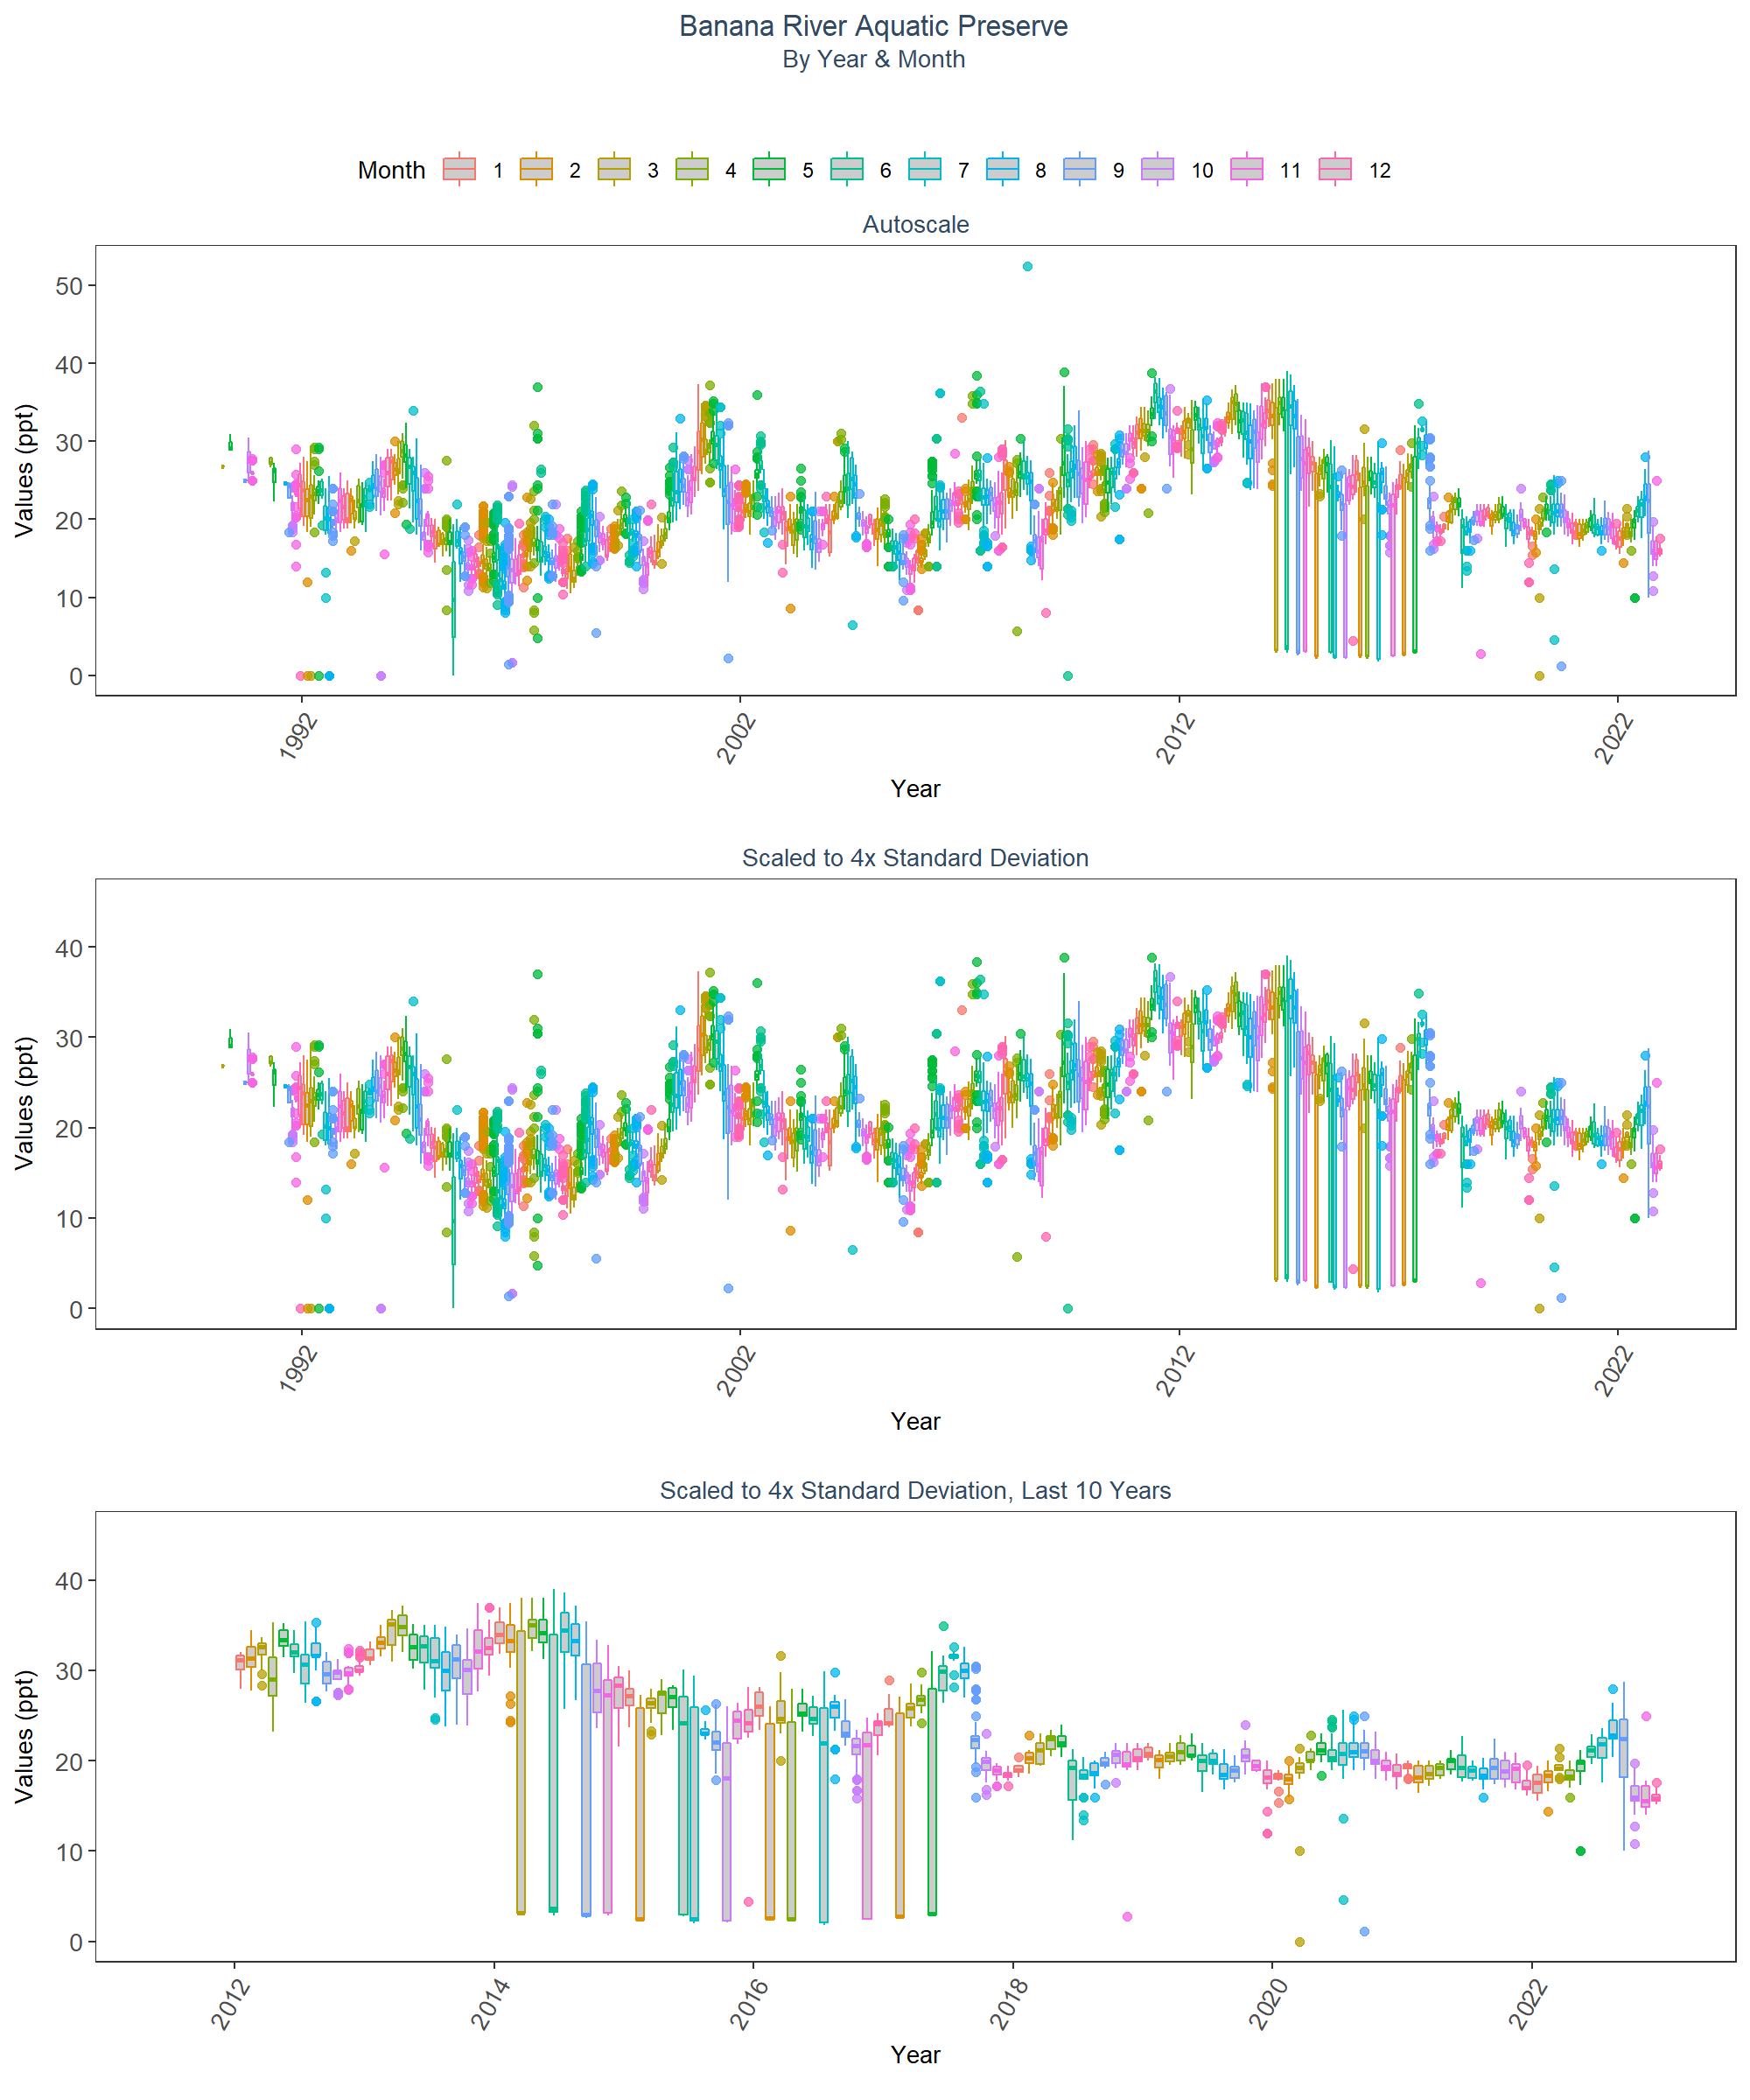 Banana River Aquatic Preserve
By Year & Month
Month 1 2 3 4 5 6 7 8 9 10 11 12
Autoscale
Values (ppt)
50
40
30
20
10
0
1992 2002 2012 2022
Year
Scaled to 4x Standard Deviation
Values (ppt)
40
30
20
10
0
1992 2002 2012 2022
Year
Scaled to 4x Standard Deviation, Last 10 Years
Values (ppt)
40
30
20
10
0
2012 2014 2016 2018 2020 2022
Year